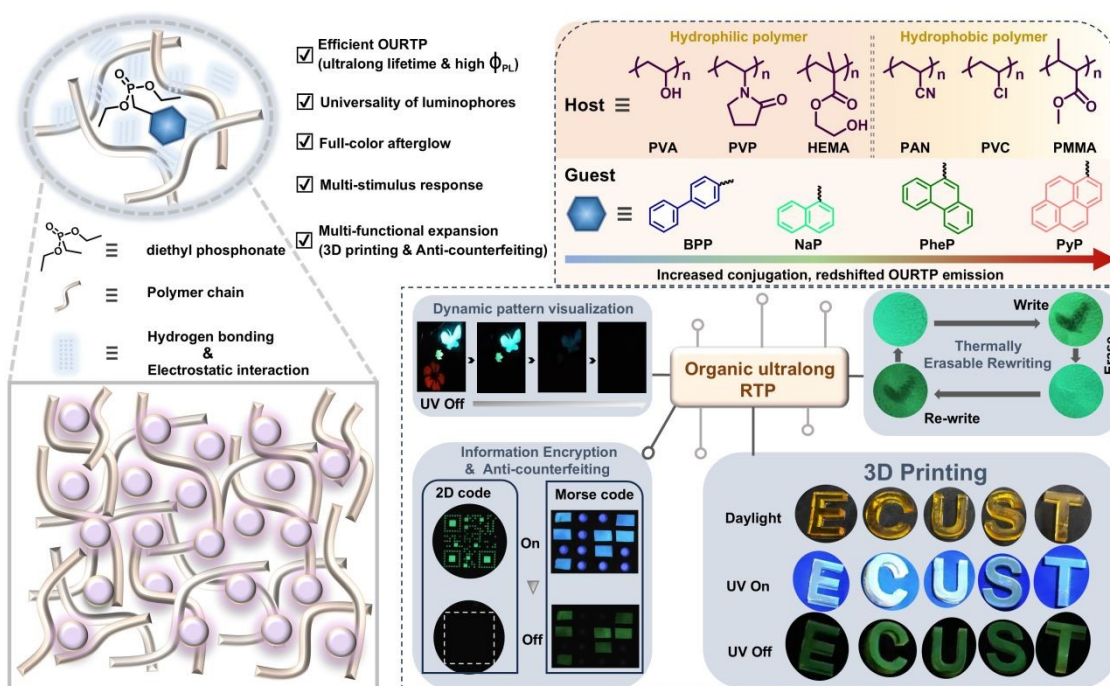 Efficient OURTP
(ultralong lifetime & high ϕPL)
Universality of luminophores
Full-color afterglow
Multi-stimulus response
Multi-functional expansion
(3D printing & Anti-counterfeiting)
O
P
O
O
O
P
O
O
≡
diethyl phosphonate
≡
Polymer chain
≡
Hydrogen bonding
&
Electrostatic interaction
Hydrophilic polymer
Hydrophobic polymer
Host ≡
n
OH
n
N
O
n
O
O
OH
n
CN
n
Cl
n
O
O
PVA
PVP
HEMA
PAN
PVC
PMMA
Guest
≡
BPP
NaP
PheP
PyP
Increased conjugation, redshifted OURTP emission
Dynamic pattern visualization
UV Off
Organic ultralong
RTP
Write
Thermally
Erasable Rewriting
Erase
Re-write
Information Encryption
& Anti-counterfeiting
2D code
Morse code
On
Off
3D Printing
Daylight
E C U S T
UV On
E C U S T
UV Off
E C U S T